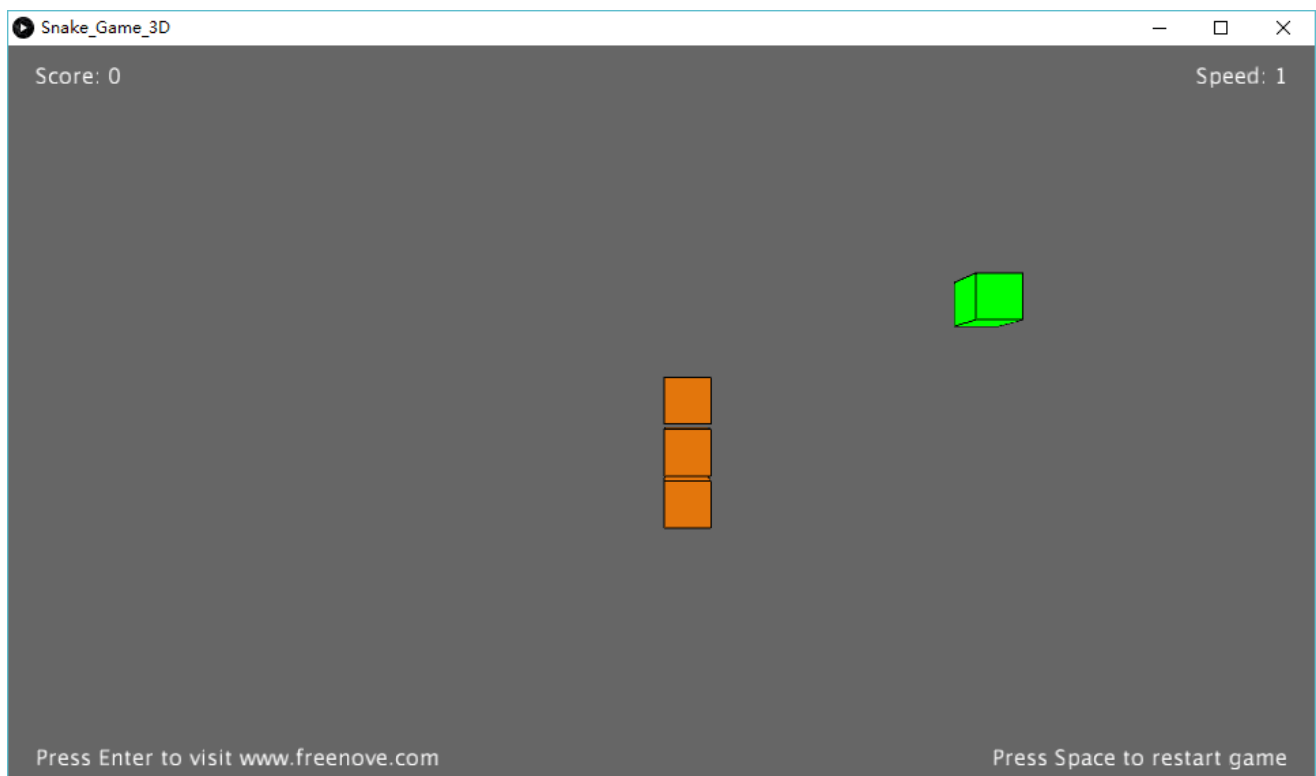 Snake_Game_3D
Score: 0
Speed: 1
Press Enter to visit www.freenove.com
Press Space to restart game